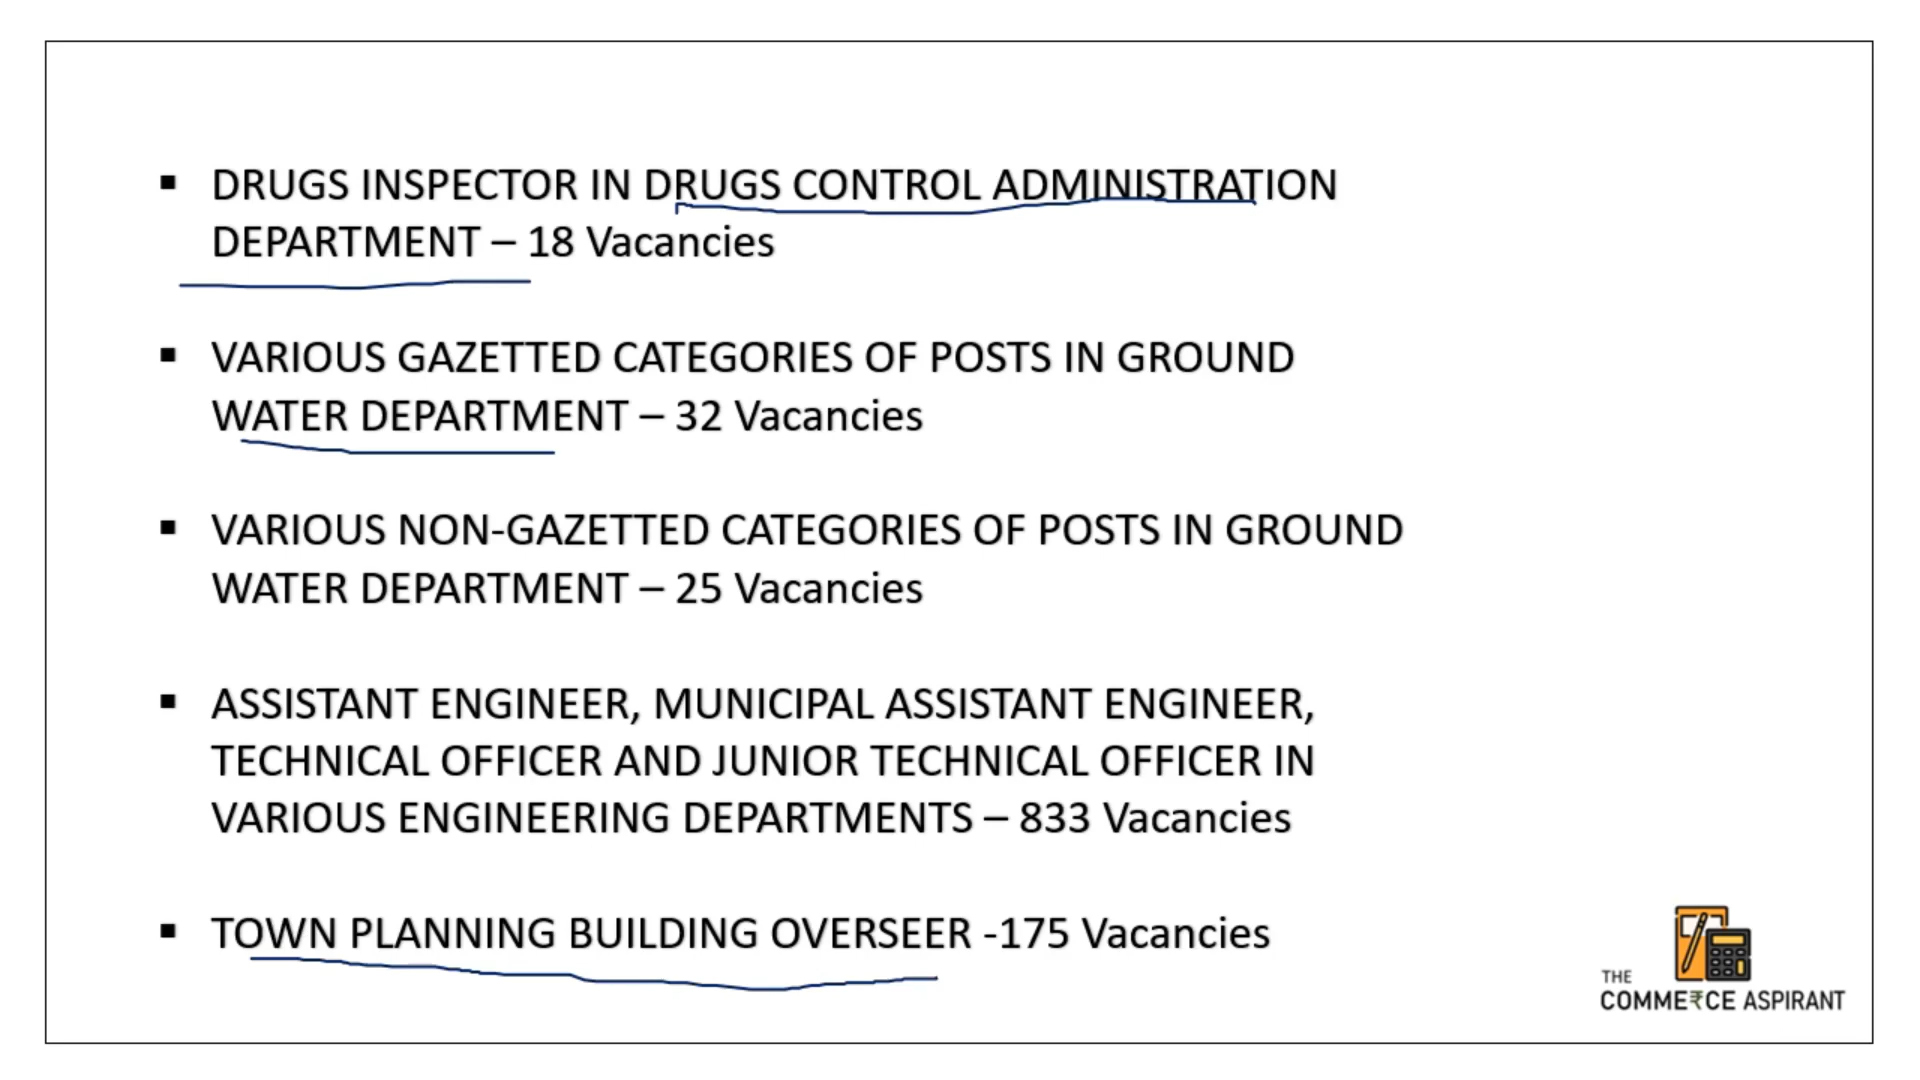 ▪ DRUGS INSPECTOR IN DRUGS CONTROL ADMINISTRATION
DEPARTMENT – 18 Vacancies
▪ VARIOUS GAZETTED CATEGORIES OF POSTS IN GROUND
WATER DEPARTMENT – 32 Vacancies
▪ VARIOUS NON-GAZETTED CATEGORIES OF POSTS IN GROUND
WATER DEPARTMENT – 25 Vacancies
▪ ASSISTANT ENGINEER, MUNICIPAL ASSISTANT ENGINEER,
TECHNICAL OFFICER AND JUNIOR TECHNICAL OFFICER IN
VARIOUS ENGINEERING DEPARTMENTS – 833 Vacancies
▪ TOWN PLANNING BUILDING OVERSEER -175 Vacancies
THE
COMME₹CE ASPIRANT